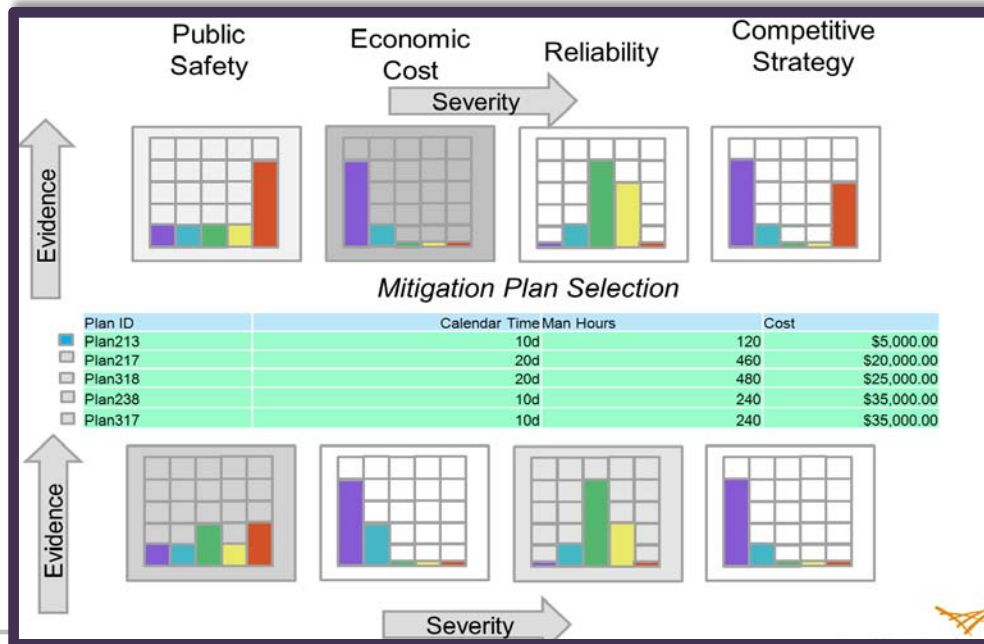 Public
Safety
Economic
Cost
Reliability
Competitive
Strategy
Severity
Evidence
Mitigation Plan Selection
Plan ID Calendar Time Man Hours Cost
Plan213 10d 120 $5,000.00
Plan217 20d 460 $20,000.00
Plan318 20d 480 $25,000.00
Plan238 10d 240 $35,000.00
Plan317 10d 240 $35,000.00
Evidence
Severity